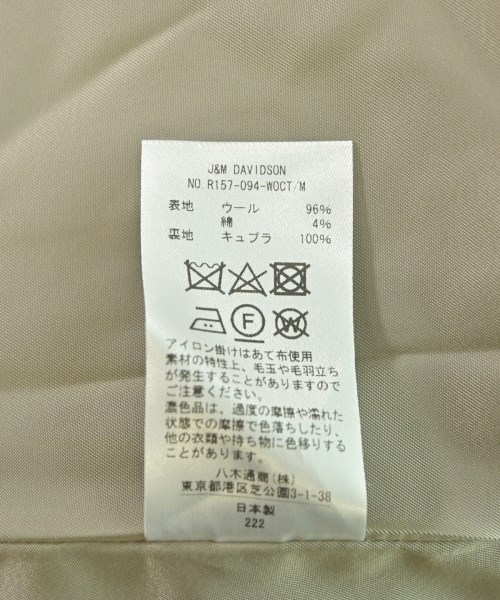 J&M DAVIDSON
NO. R157-094-WOCT/M
表地 ウール 96%
綿 4%
裏地 キュプラ 100%
F W
アイロン掛けはあて布使用
素材の特性上、毛玉や毛羽立ち
が発生することがありますので
ご注意ください。
濃色品は、過度の摩擦や濡れた
状態での摩擦で色落ちしたり、
他の衣類や持ち物に色移りする
ことがあります。
八木通商(株)
東京都港区芝公園3-1-38
日本製
222